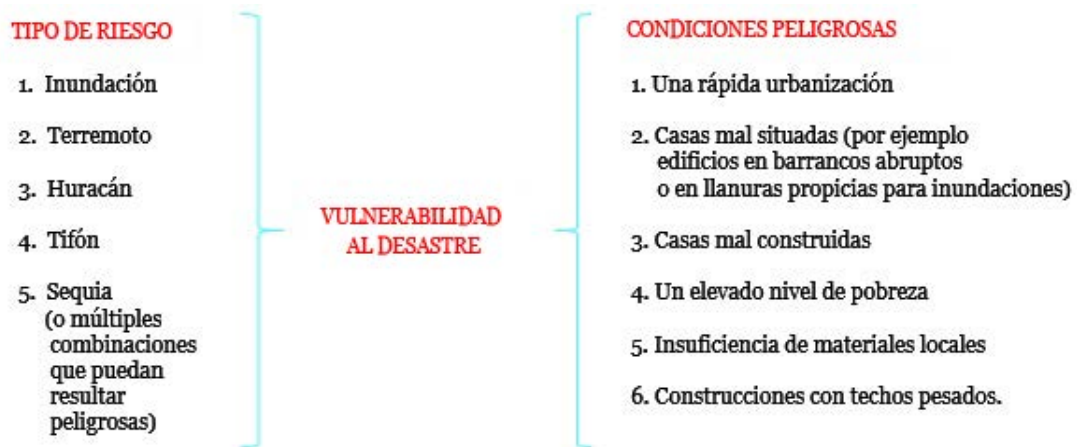 TIPO DE RIESGO
1. Inundación
2. Terremoto
3. Huracán
4. Tifón
5. Sequia
(o múltiples
combinaciones
que puedan
resultar
peligrosas)
VULNERABILIDAD
AL DESASTRE
CONDICIONES PELIGROSAS
1. Una rápida urbanización
2. Casas mal situadas (por ejemplo
edificios en barrancos abruptos
o en llanuras propicias para inundaciones)
3. Casas mal construidas
4. Un elevado nivel de pobreza
5. Insuficiencia de materiales locales
6. Construcciones con techos pesados.